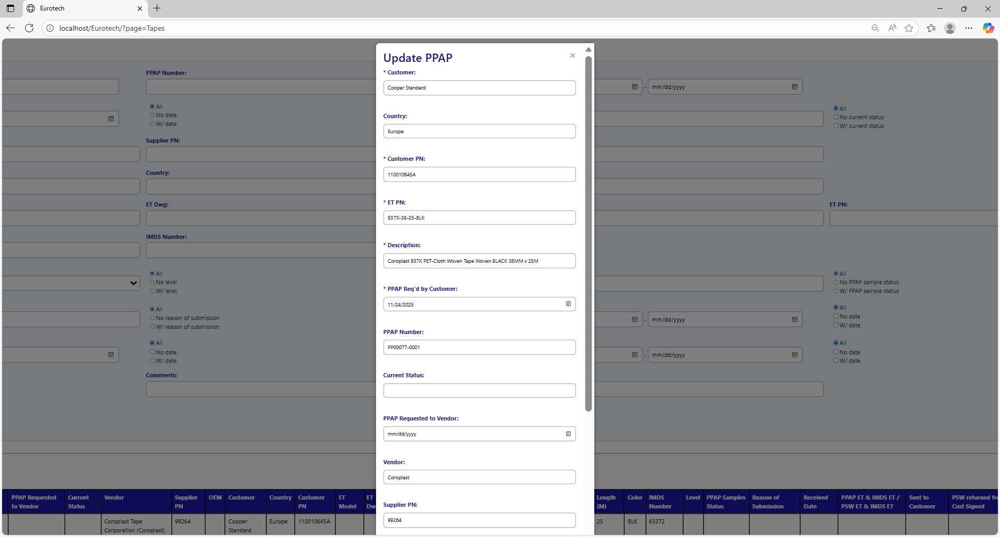 Eurotech
localhost/Eurotech/?page=Tapes
Update PPAP
* Customer:
Cooper Standard
Country:
Europe
* Customer PN:
110010645A
* ET PN:
837X-38-25-BLK
* Description:
Coroplast 837X PET-Cloth Woven Tape Woven BLACK 38MM x 25M
* PPAP Req'd by Customer:
11/24/2025
PPAP Number:
PP00077-0001
Current Status:
PPAP Requested to Vendor:
mm/dd/yyyy
Vendor:
Coroplast
Supplier PN:
99264
PPAP Number:
- mm/dd/yyyy
All
No date
W/ date
All
No current status
W/ current status
Supplier PN:
Country:
ET Dwg:
ET PN:
IMDS Number:
All
No level
W/ level
All
No PPAP sample status
W/ PPAP sample status
All
No reason of submission
W/ reason of submission
- mm/dd/yyyy
All
No date
W/ date
All
No date
W/ date
- mm/dd/yyyy
All
No date
W/ date
Comments:
PPAP Requested to Vendor
Current Status
Vendor
Supplier PN
OEM
Customer
Country
Customer PN
ET Model
ET Dw
Length (M)
Color
IMDS Number
Level
PPAP Samples Status
Reason of Submission
Received Date
PPAP ET & IMDS ET / PSW ET & IMDS ET
Sent to Customer
PSW returned fr
Cust Signed
Coroplast Tape Corporation (Coroplast)
99264
Cooper Standard
Europe
110010645A
25
BLK
63372